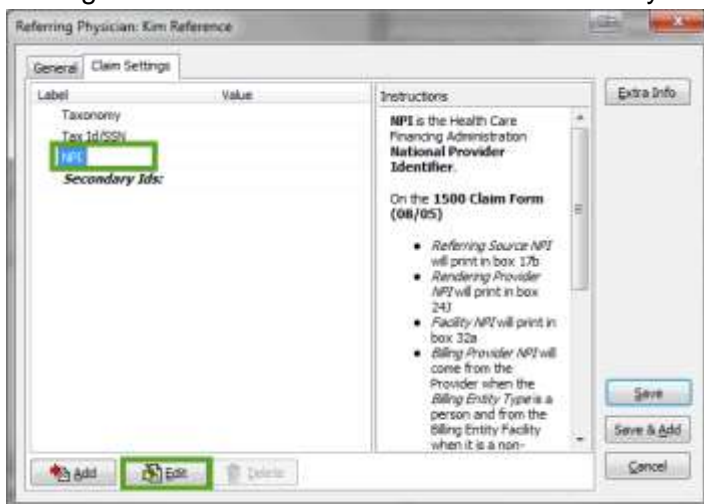 Referring Physician: Kim Reference
General
Claim Settings
Label
Value
Instructions
Extra Info
Taxonomy
Tax Id/SSN
NPI
Secondary Ids:
NPI is the Health Care
Financing Administration
National Provider
Identifier.
On the 1500 Claim Form
(08/05)
• Referring Source NPI
will print in box 17b
• Rendering Provider
NPI will print in box
24J
• Facility NPI will print in
box 32a
• Billing Provider NPI will
come from the
Provider when the
Billing Entity Type is a
person and from the
Billing Entity Facility
when it is a non-
Save
Save & Add
Cancel
Add
Edit
Delete